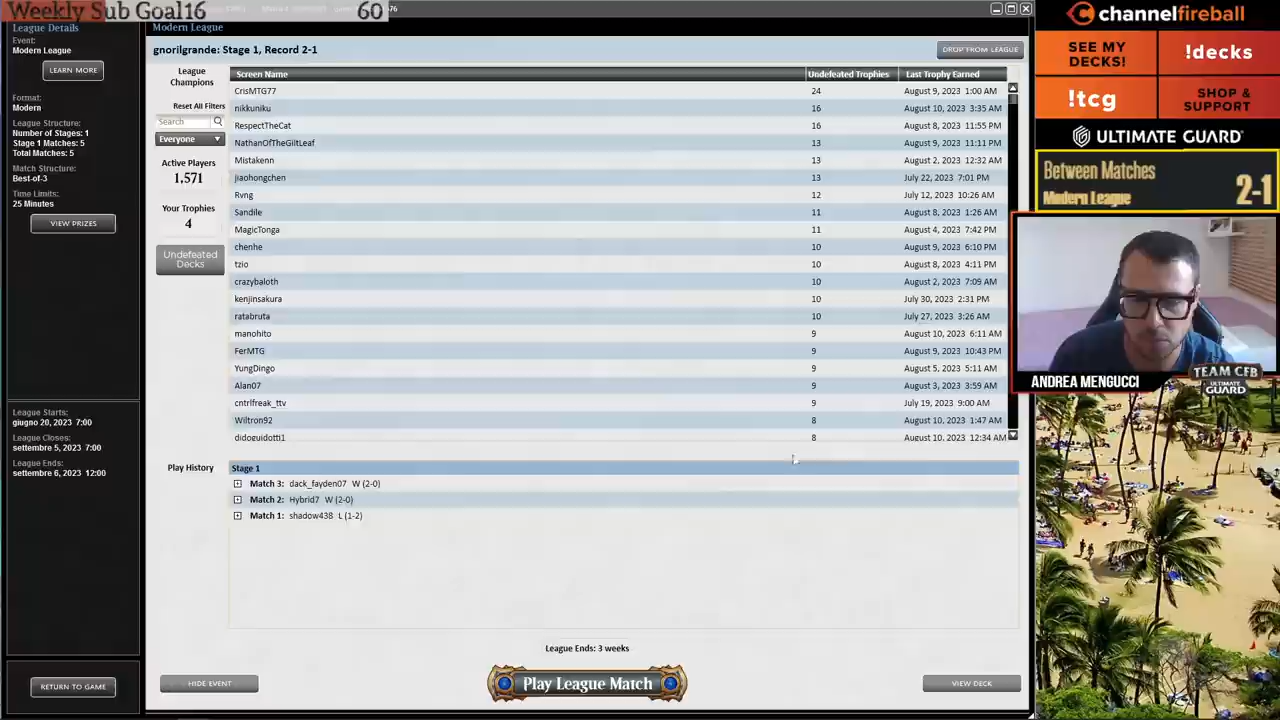 Weekly Sub Goal16 60
League Details
Event:
Modern League
LEARN MORE
Format:
Modern
League Structure:
Number of Stages: 1
Stage 1 Matches: 5
Total Matches: 5
Match Structure:
Best-of-3
Time Limits:
25 Minutes
VIEW PRIZES
League Starts:
giugno 20, 2023 7:00
League Closes:
settembre 5, 2023 7:00
League Ends:
settembre 6, 2023 12:00
RETURN TO GAME
Modern League
gnorilgrande: Stage 1, Record 2-1
DROP FROM LEAGUE
League Champions
Reset All Filters
Search
Everyone
Active Players
1,571
Your Trophies
4
Undefeated Decks
Screen Name Undefeated Trophies Last Trophy Earned
CrisMTG77 24 August 9, 2023 1:00 AM
nikkuniku 16 August 10, 2023 3:35 AM
RespectTheCat 16 August 8, 2023 11:55 PM
NathanOfTheGiltLeaf 13 August 9, 2023 11:11 PM
Mistakenn 13 August 2, 2023 12:32 AM
jiaohongchen 13 July 22, 2023 7:01 PM
Rvng 12 July 12, 2023 10:26 AM
Sandile 11 August 8, 2023 1:26 AM
MagicTonga 11 August 4, 2023 7:42 PM
chenhe 10 August 9, 2023 6:10 PM
tzio 10 August 8, 2023 4:11 PM
crazybaloth 10 August 2, 2023 7:09 AM
kenjinsakura 10 July 30, 2023 2:31 PM
ratabruta 10 July 27, 2023 3:26 AM
manohito 9 August 10, 2023 6:11 AM
FerMTG 9 August 9, 2023 10:43 PM
YungDingo 9 August 5, 2023 5:11 AM
Alan07 9 August 3, 2023 3:59 AM
cntrlfreak_ttv 9 July 19, 2023 9:00 AM
Wiltron92 8 August 10, 2023 1:47 AM
didoguidotti1 8 August 10, 2023 12:34 AM
Play History
Stage 1
Match 3: dack_fayden07 W (2-0)
Match 2: Hybrid7 W (2-0)
Match 1: shadow438 L (1-2)
League Ends: 3 weeks
HIDE EVENT
Play League Match
VIEW DECK
channelfireball
SEE MY DECKS!
!decks
!tcg
SHOP & SUPPORT
ULTIMATE GUARD
Between Matches
Modern League
2-1
ANDREA MENGUCCI
TEAM CFB
ULTIMATE GUARD